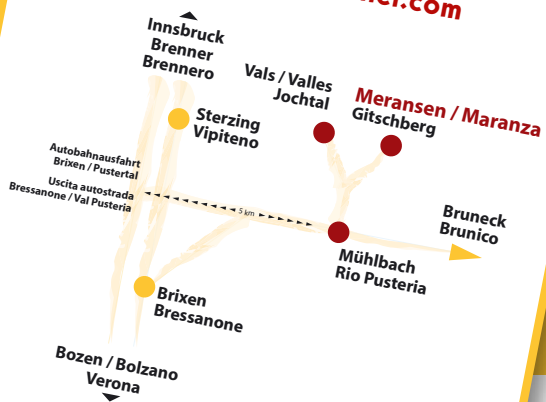 Innsbruck
Brenner
Brennero
Vals / Valles
Jochtal
Meransen / Maranza
Gitschberg
Sterzing
Vipiteno
Autobahnausfahrt
Brixen / Pustertal
Uscita autostrada
Bressanone / Val Pusteria
5 km
Bruneck
Brunico
Mühlbach
Rio Pusteria
Brixen
Bressanone
Bozen / Bolzano
Verona